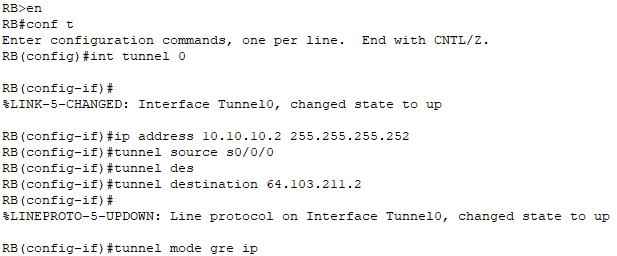 RB>en
RB#conf t
Enter configuration commands, one per line.  End with CNTL/Z.
RB(config)#int tunnel 0
RB(config-if)#
%LINK-5-CHANGED: Interface Tunnel0, changed state to up
RB(config-if)#ip address 10.10.10.2 255.255.255.252
RB(config-if)#tunnel source s0/0/0
RB(config-if)#tunnel des
RB(config-if)#tunnel destination 64.103.211.2
RB(config-if)#
%LINEPROTO-5-UPDOWN: Line protocol on Interface Tunnel0, changed state to up
RB(config-if)#tunnel mode gre ip